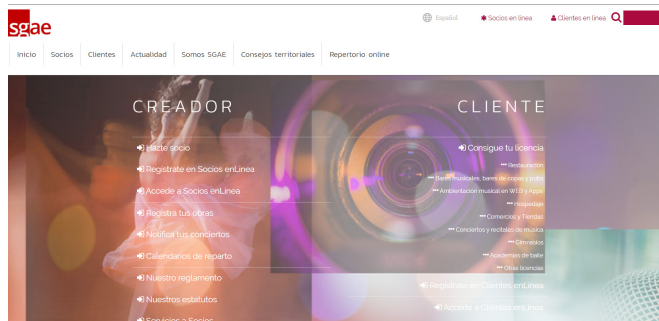 sgae
Español
Socios en línea
Clientes en línea
Inicio
Socios
Clientes
Actualidad
Somos SGAE
Consejos territoriales
Repertorio online
CREADOR
Hazte socio
Regístrate en Socios enLínea
Accede a Socios enLínea
Registra tus obras
Notifica tus conciertos
Calendarios de reparto
Nuestro reglamento
Nuestros estatutos
Servicios a Socios
CLIENTE
Consigue tu licencia
Restauración
Bares musicales, bares de copas y pubs
Ambientación musical en WEB y Apps
Hospedaje
Comercios y Tiendas
Conciertos y recitales de música
Gimnasios
Academias de baile
Otras licencias
Regístrate en Clientes enLínea
Accede a Clientes enLínea